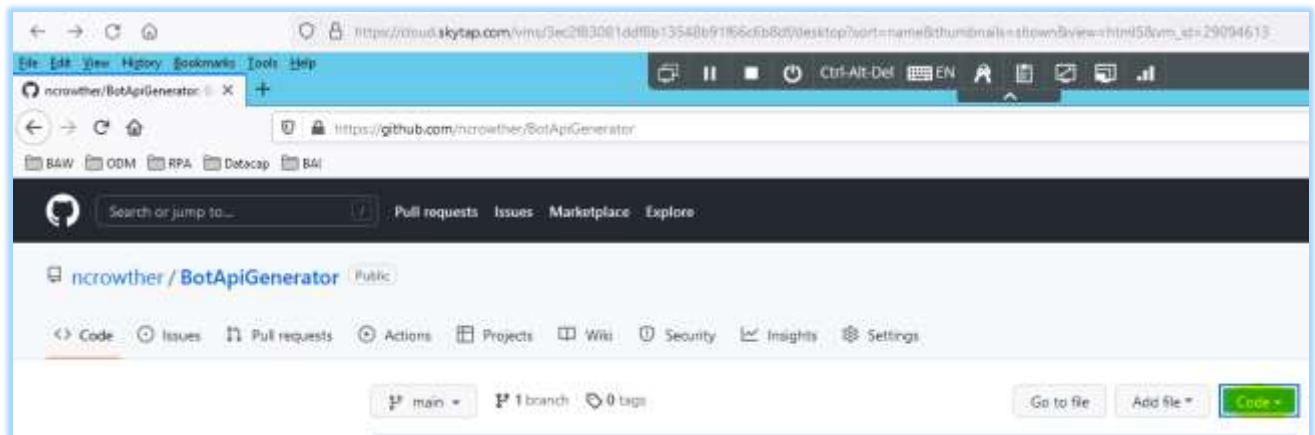 File Edit View History Bookmarks Tools Help
Ctrl-Alt-Del EN
ncrowther/BotApiGenerator
https://github.com/ncrowther/BotApiGenerator
BAW ODM RPA Datacap BAI
Search or jump to... / Pull requests Issues Marketplace Explore
ncrowther / BotApiGenerator Public
<> Code Issues Pull requests Actions Projects Wiki Security Insights Settings
main 1 branch 0 tags Go to file Add file Code